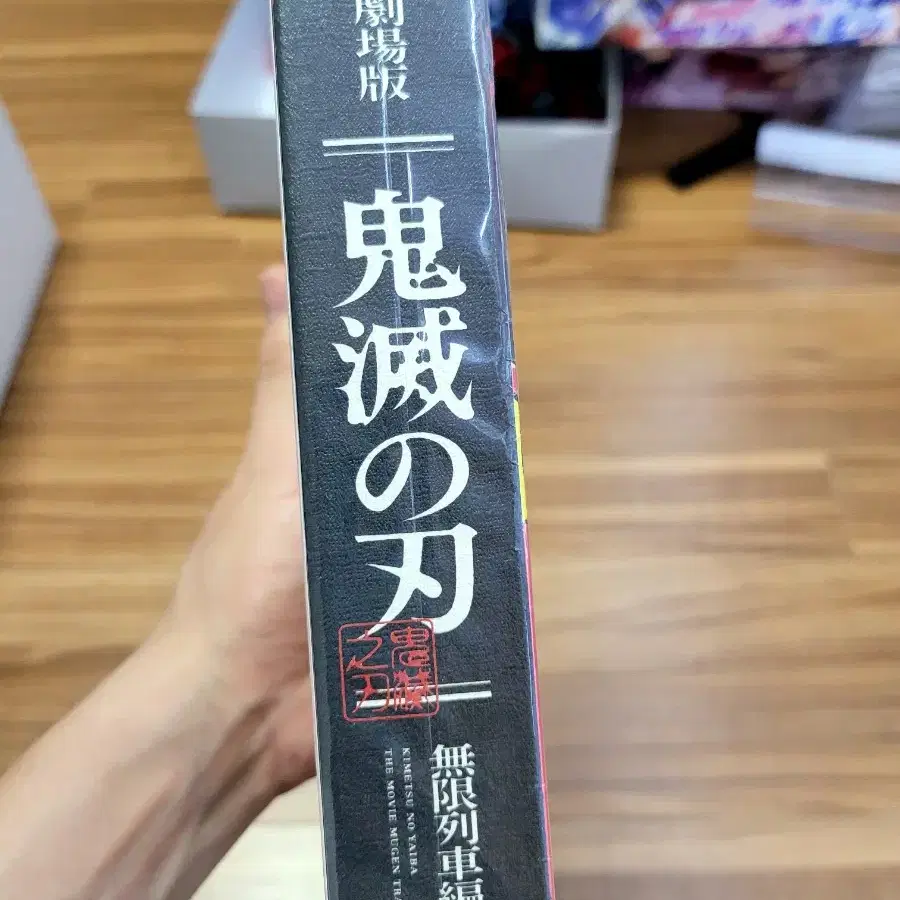 劇場版
鬼滅の刃
鬼滅之刃
無限列車編
KIMETSU NO YAIBA
THE MOVIE MUGEN